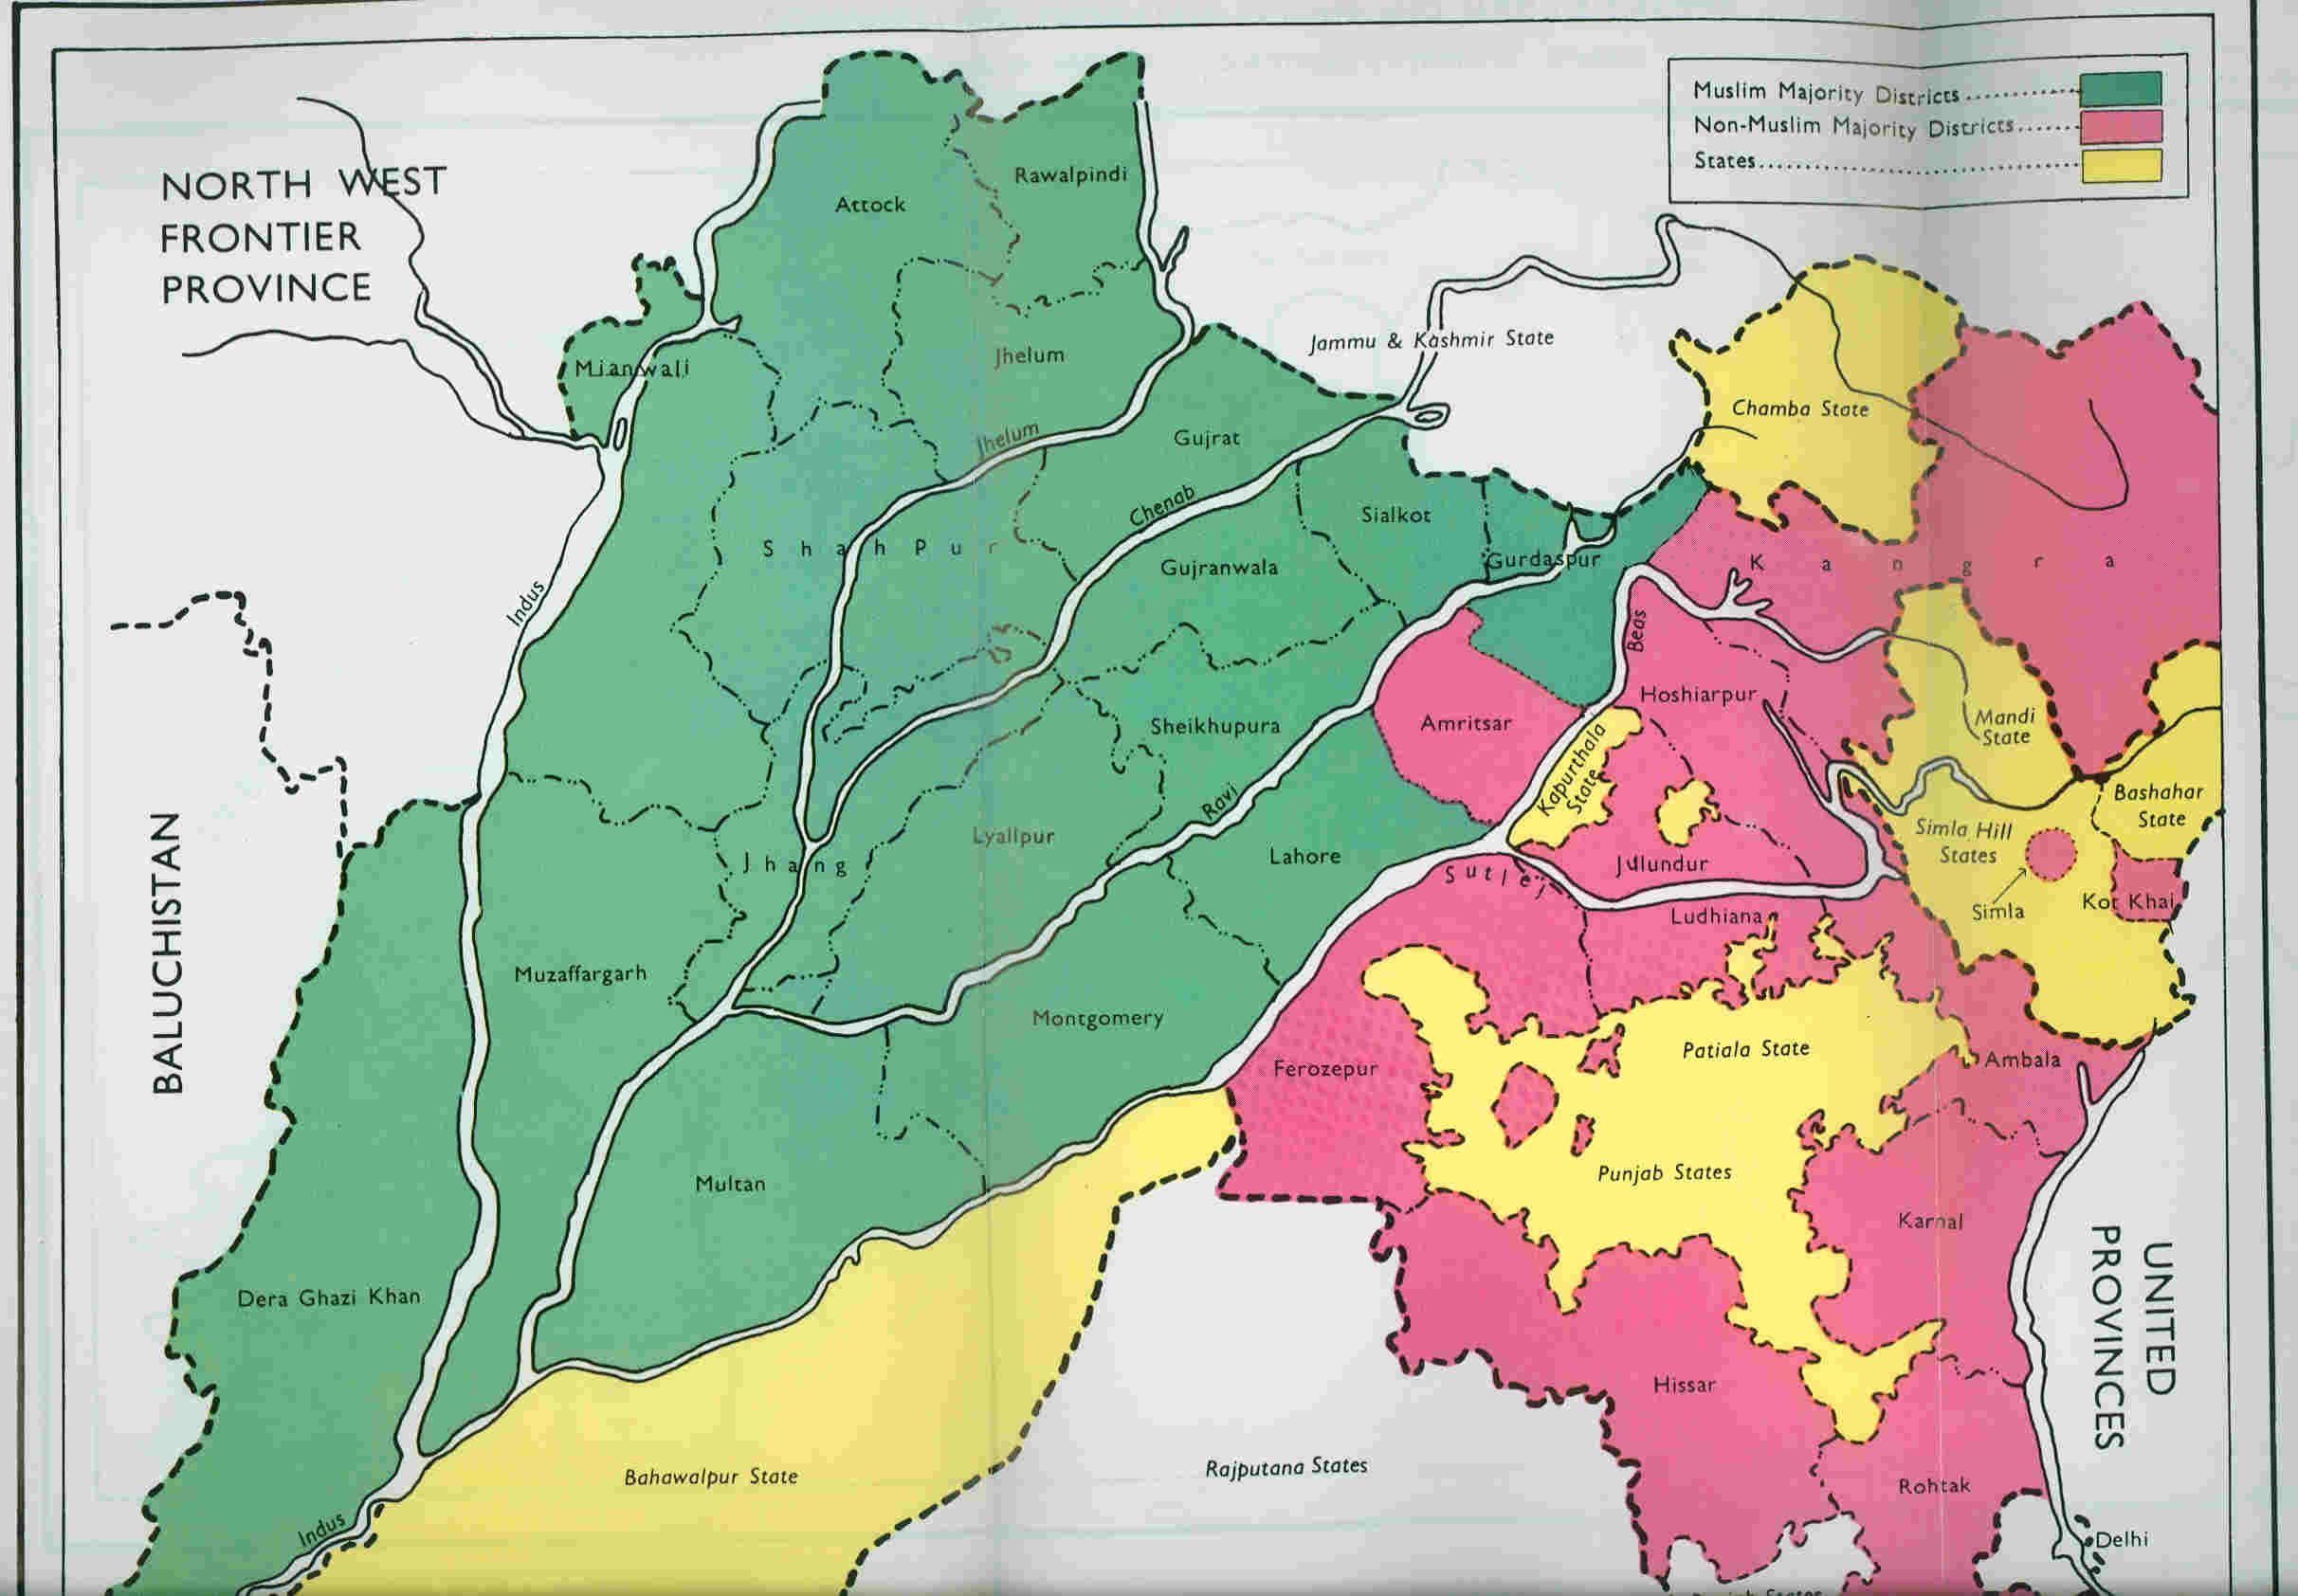 Muslim Majority Districts
Non-Muslim Majority Districts
States
NORTH WEST
FRONTIER
PROVINCE
Attock
Rawalpindi
Mianwali
Jhelum
Jammu & Kashmir State
Chamba State
Jhelum
Gujrat
Chenab
Sialkot
Shahpur
Gurdaspur
Gujranwala
Kangra
Indus
Beas
Hoshiarpur
Mandi
State
Amritsar
Sheikhupura
Kapurthala
State
Bashahar
State
Ravi
Lyallpur
Simla Hill
States
Jhang
Lahore
Jullundur
Sutlej
BALUCHISTAN
Kot Khai
Simla
Ludhiana
Muzaffargarh
Montgomery
Patiala State
Ferozepur
Ambala
Multan
Punjab States
Karnal
UNITED
PROVINCES
Dera Ghazi Khan
Hissar
Bahawalpur State
Rajputana States
Rohtak
Indus
Delhi